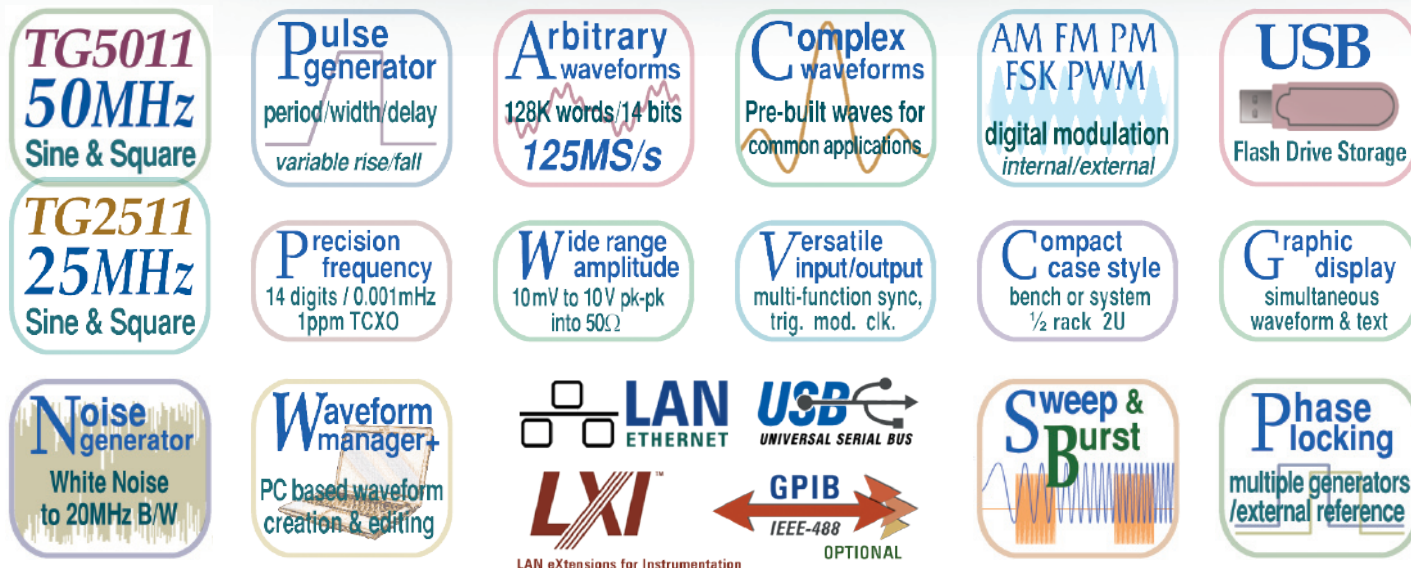 TG5011
50MHz
Sine & Square
Pulse
generator
period/width/delay
variable rise/fall
Arbitrary
waveforms
128K words/14 bits
125MS/s
Complex
waveforms
Pre-built waves for
common applications
AM FM PM
FSK PWM
digital modulation
internal/external
USB
Flash Drive Storage
TG2511
25MHz
Sine & Square
Precision
frequency
14 digits / 0.001mHz
1ppm TCXO
Wide range
amplitude
10mV to 10V pk-pk
into 50Ω
Versatile
input/output
multi-function sync,
trig. mod. clk.
Compact
case style
bench or system
½ rack 2U
Graphic
display
simultaneous
waveform & text
Noise
generator
White Noise
to 20MHz B/W
Waveform
manager+
PC based waveform
creation & editing
LAN
ETHERNET
USB
UNIVERSAL SERIAL BUS
LXI™
LAN eXtensions for Instrumentation
GPIB
IEEE-488
OPTIONAL
Sweep &
Burst
Phase
locking
multiple generators
/external reference